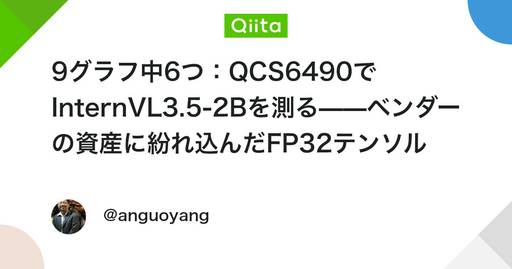 Qiita
9グラフ中6つ：QCS6490で
InternVL3.5-2Bを測る——ベンダー
の資産に紛れ込んだFP32テンソル
@anguoyang